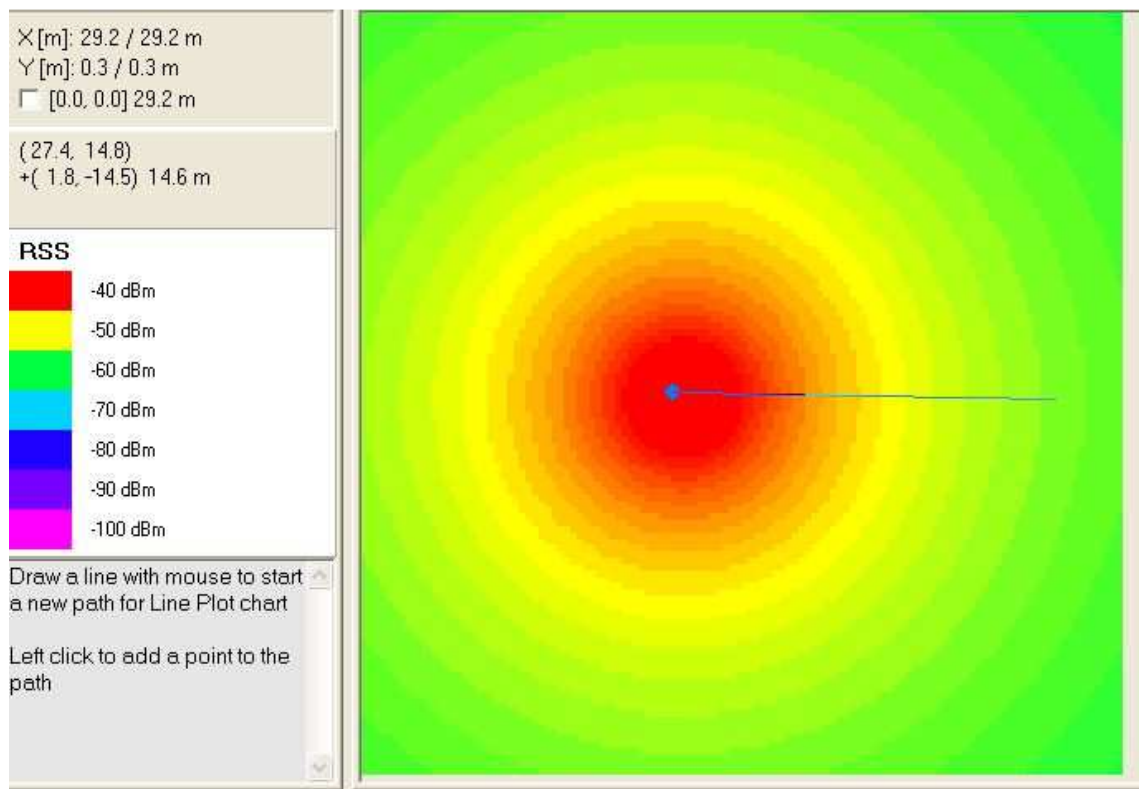 X [m]: 29.2 / 29.2 m
Y [m]: 0.3 / 0.3 m
[0.0, 0.0] 29.2 m
(27.4, 14.8)
+( 1.8, -14.5) 14.6 m
RSS
-40 dBm
-50 dBm
-60 dBm
-70 dBm
-80 dBm
-90 dBm
-100 dBm
Draw a line with mouse to start
a new path for Line Plot chart
Left click to add a point to the
path